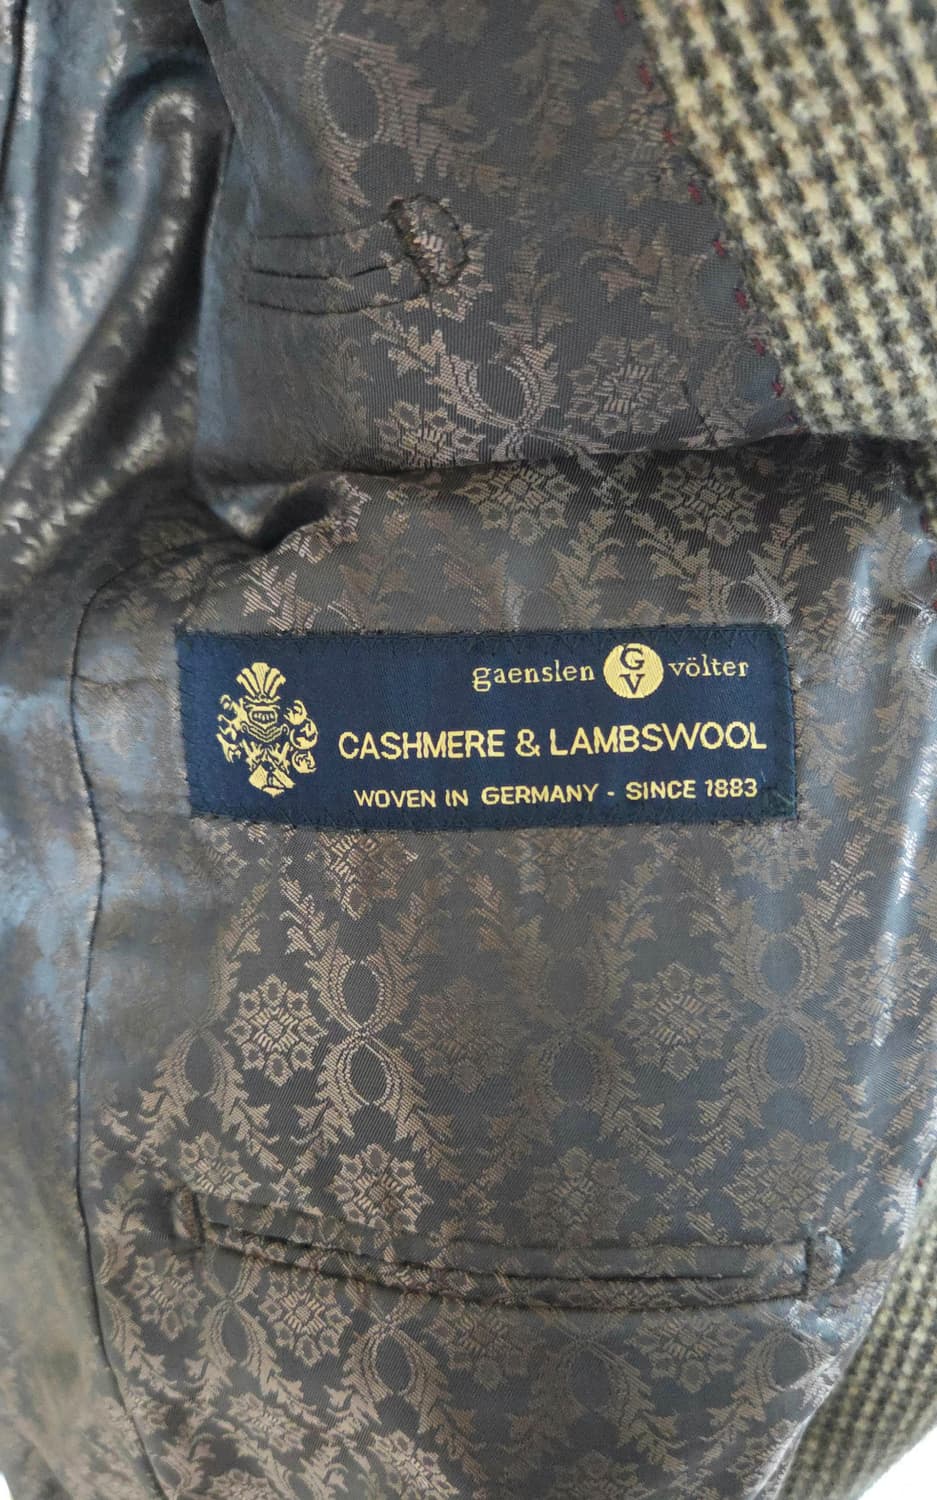 gaenslen GV völter
CASHMERE & LAMBSWOOL
WOVEN IN GERMANY - SINCE 1883